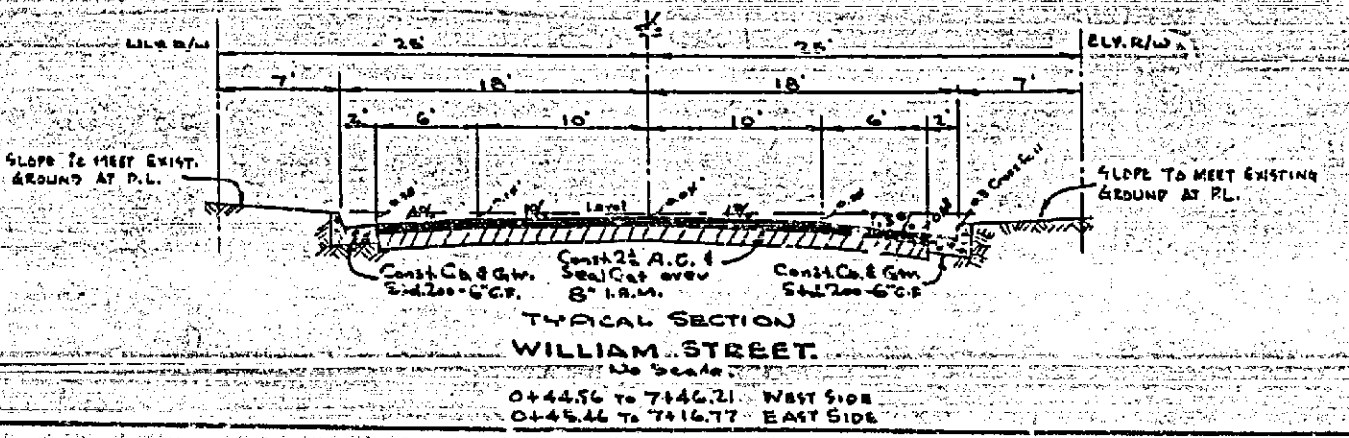 25' 25'
ELY. R/W
7' 18' 18' 7'
2' 6' 10' 10' 6' 2'
SLOPE TO MEET EXIST.
GROUND AT P.L.
SLOPE TO MEET EXISTING
GROUND AT P.L.
Level
Const. Cb. & Gtr.
Std. 200-6" C.F.
Const. 2½ A.C. &
Seal Coat over
8"
Const. Cb. & Gtr.
Std. 200-6" C.F.
TYPICAL SECTION
WILLIAM STREET.
No Scale.
0+44.56 TO 7+46.21 WEST SIDE
0+45.46 TO 7+16.77 EAST SIDE